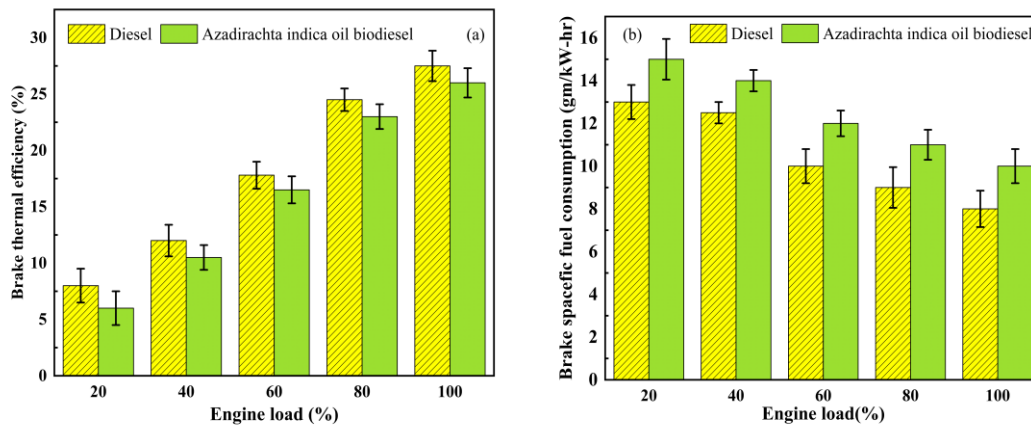 Diesel
Azadirachta indica oil biodiesel
(a)
Brake thermal efficiency (%)
30
25
20
15
10
5
0
20 40 60 80 100
Engine load (%)
(b)
Diesel
Azadirachta indica oil biodiesel
Brake spacefic fuel consumption (gm/kW-hr)
16
14
12
10
8
6
4
2
0
20 40 60 80 100
Engine load(%)